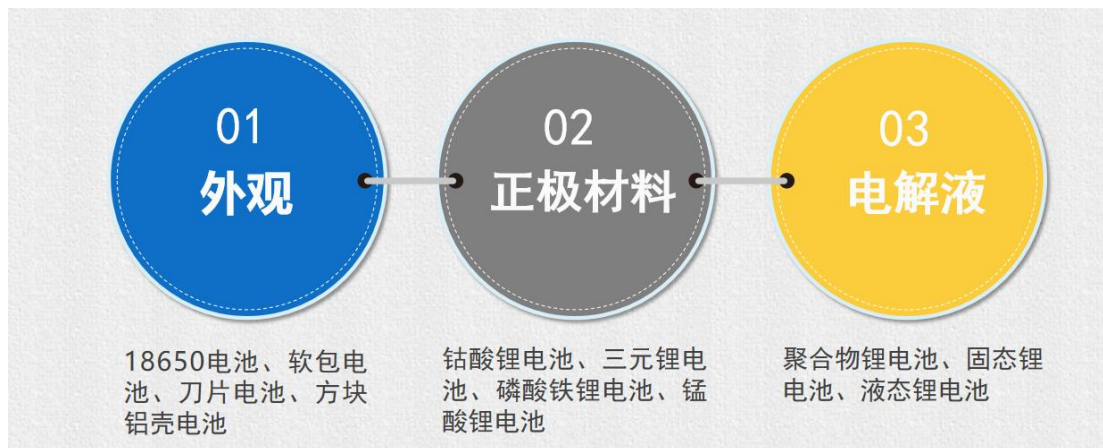 01
外观
18650电池、软包电
池、刀片电池、方块
铝壳电池
02
正极材料
钴酸锂电池、三元锂电
池、磷酸铁锂电池、锰
酸锂电池
03
电解液
聚合物锂电池、固态锂
电池、液态锂电池